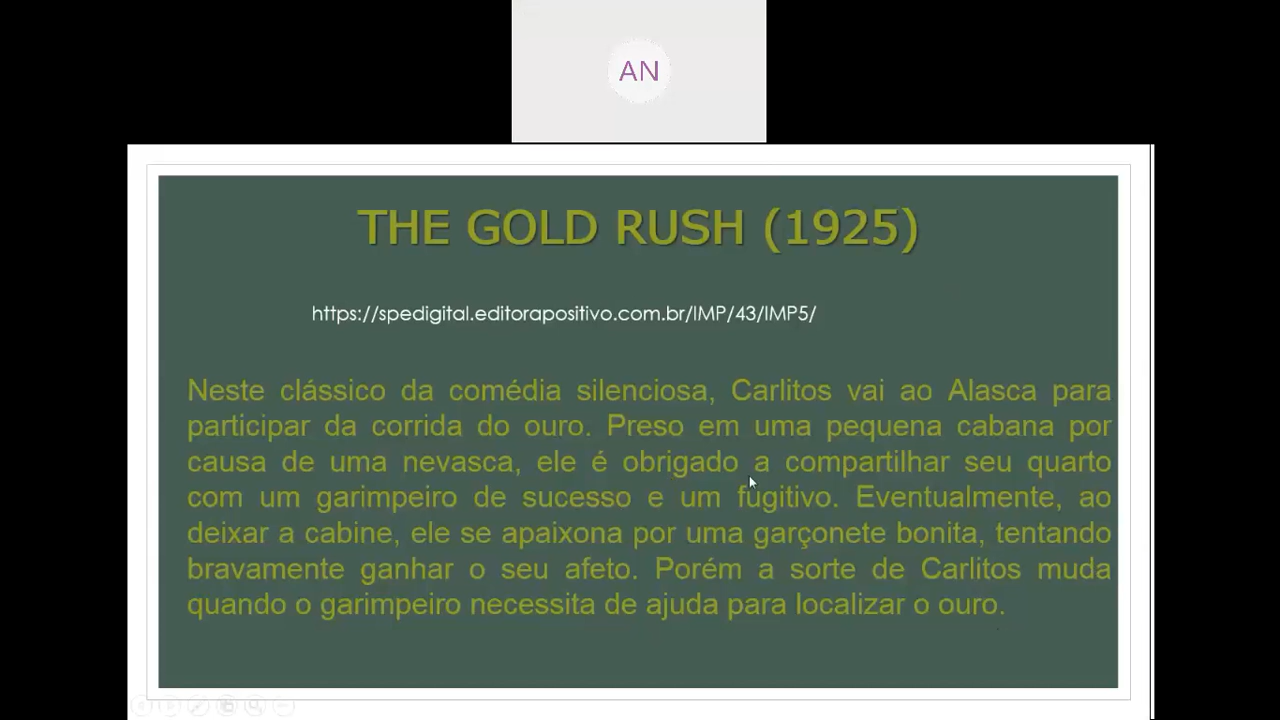 AN
THE GOLD RUSH (1925)
https://spedigital.editorapositivo.com.br/IMP/43/IMP5/
Neste clássico da comédia silenciosa, Carlitos vai ao Alasca para
participar da corrida do ouro. Preso em uma pequena cabana por
causa de uma nevasca, ele é obrigado a compartilhar seu quarto
com um garimpeiro de sucesso e um fugitivo. Eventualmente, ao
deixar a cabine, ele se apaixona por uma garçonete bonita, tentando
bravamente ganhar o seu afeto. Porém a sorte de Carlitos muda
quando o garimpeiro necessita de ajuda para localizar o ouro.